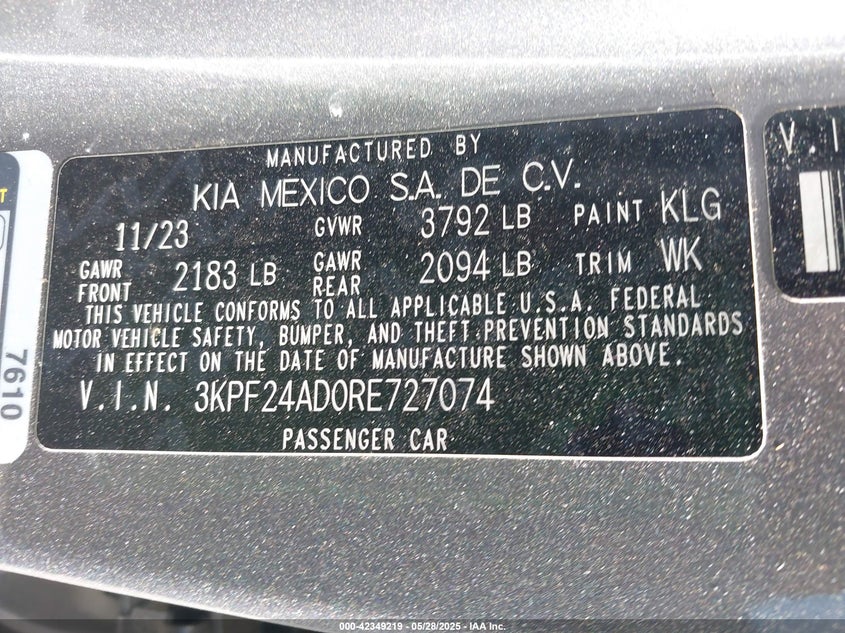 MANUFACTURED BY
KIA MEXICO S.A. DE C.V.
11/23 GVWR 3792 LB PAINT KLG
GAWR FRONT 2183 LB GAWR REAR 2094 LB TRIM WK
THIS VEHICLE CONFORMS TO ALL APPLICABLE U.S.A. FEDERAL
MOTOR VEHICLE SAFETY, BUMPER, AND THEFT PREVENTION STANDARDS
IN EFFECT ON THE DATE OF MANUFACTURE SHOWN ABOVE.
V.I.N. 3KPF24AD0RE727074
PASSENGER CAR
7610
V.I
000-42349219 - 05/28/2025 - IAA Inc.